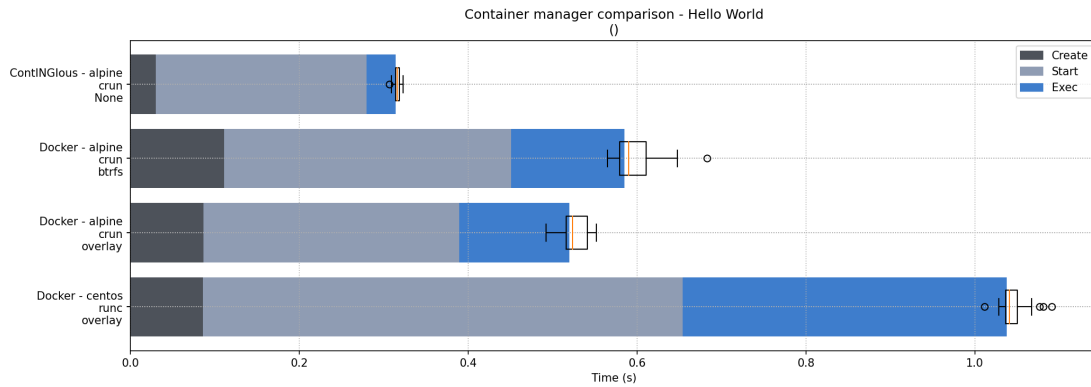 Container manager comparison - Hello World
()
ContINGIous - alpine
crun
None
Docker - alpine
crun
btrfs
Docker - alpine
crun
overlay
Docker - centos
runc
overlay
Create
Start
Exec
0.0
0.2
0.4
0.6
0.8
1.0
Time (s)